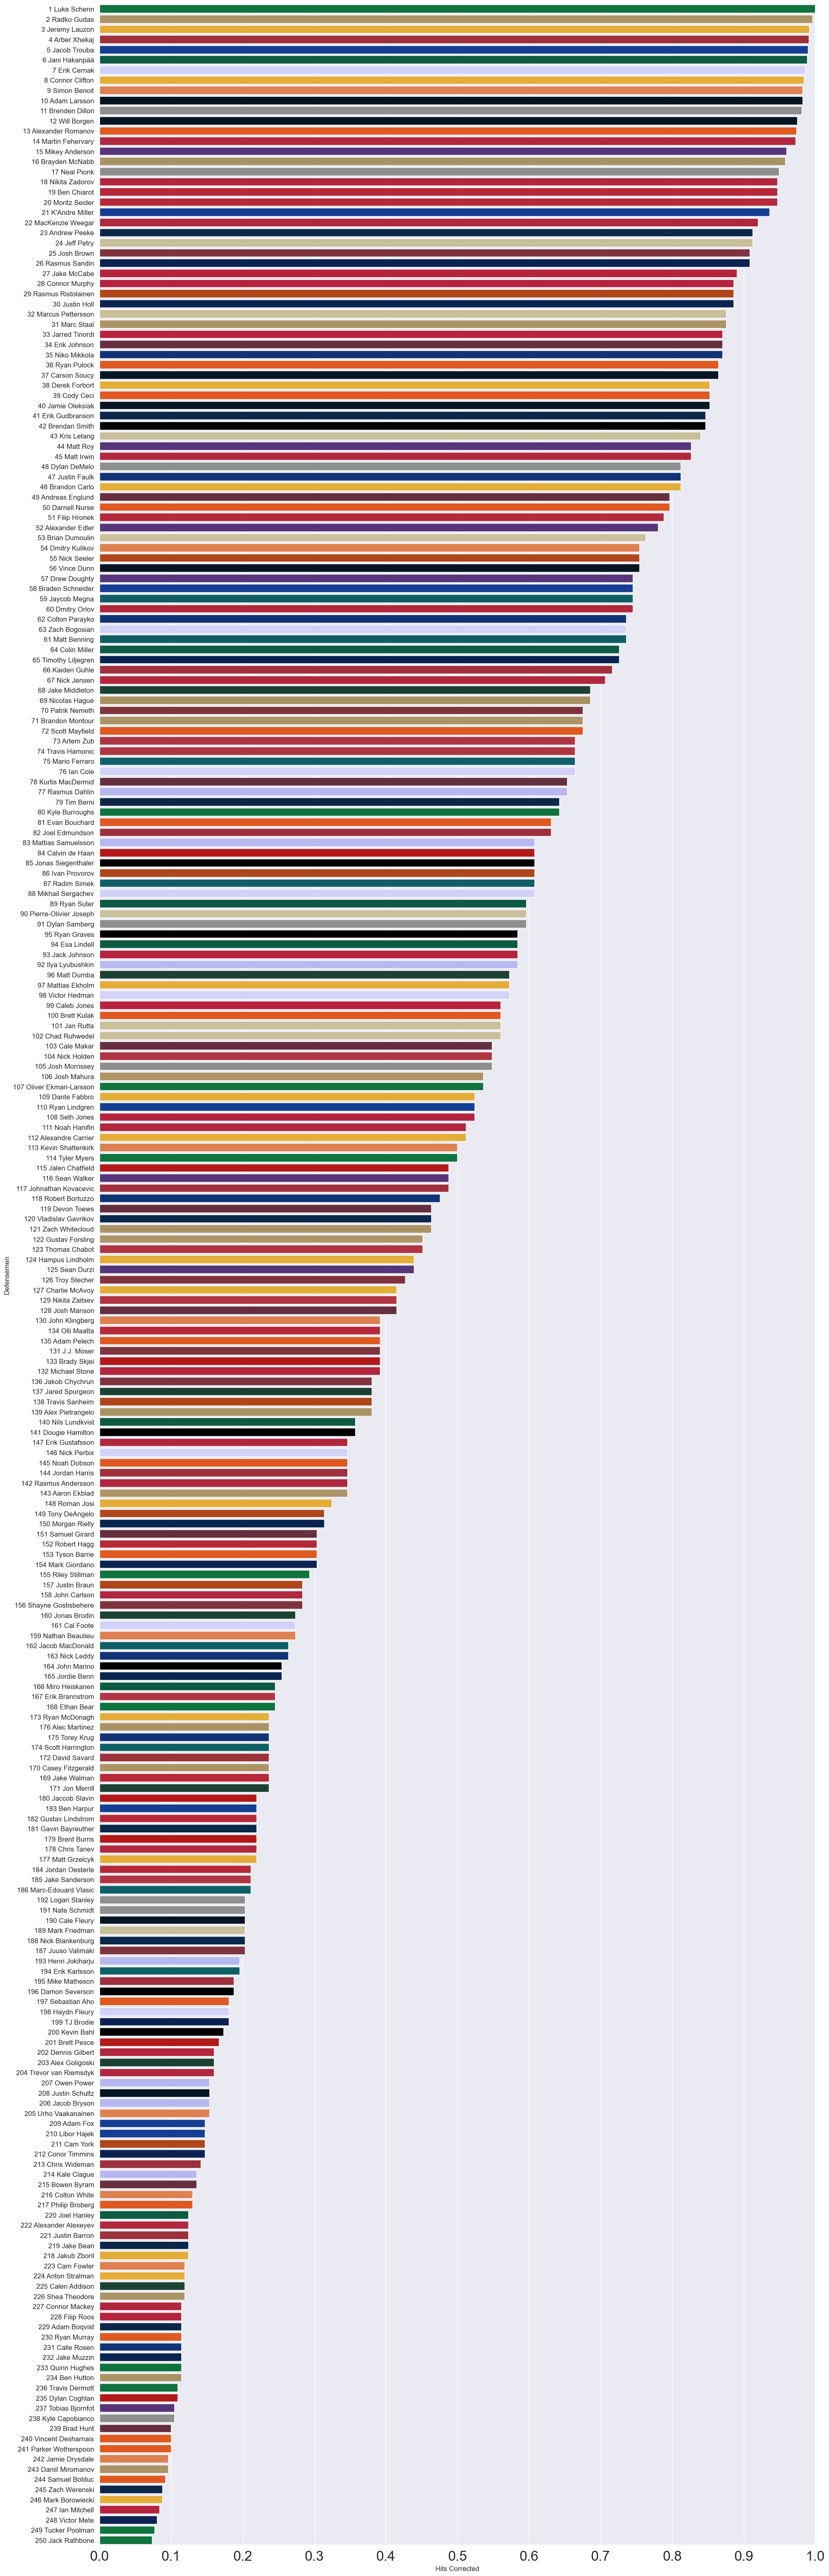 1 Luke Schenn
2 Radko Gudas
3 Jeremy Lauzon
4 Arber Xhekaj
5 Jacob Trouba
6 Jani Hakanpää
7 Erik Cernak
8 Connor Clifton
9 Simon Benoit
10 Adam Larsson
11 Brenden Dillon
12 Will Borgen
13 Alexander Romanov
14 Martin Fehervary
15 Mikey Anderson
16 Brayden McNabb
17 Neal Pionk
18 Nikita Zadorov
19 Ben Chiarot
20 Moritz Seider
21 K'Andre Miller
22 MacKenzie Weegar
23 Andrew Peeke
24 Jeff Petry
25 Josh Brown
26 Rasmus Sandin
27 Jake McCabe
28 Connor Murphy
29 Rasmus Ristolainen
30 Justin Holl
32 Marcus Pettersson
31 Marc Staal
33 Jarred Tinordi
34 Erik Johnson
35 Niko Mikkola
36 Ryan Pulock
37 Carson Soucy
38 Derek Forbort
39 Cody Ceci
40 Jamie Oleksiak
41 Erik Gudbranson
42 Brendan Smith
43 Kris Letang
44 Matt Roy
45 Matt Irwin
48 Dylan DeMelo
47 Justin Faulk
46 Brandon Carlo
49 Andreas Englund
50 Darnell Nurse
51 Filip Hronek
52 Alexander Edler
53 Brian Dumoulin
54 Dmitry Kulikov
55 Nick Seeler
56 Vince Dunn
57 Drew Doughty
58 Braden Schneider
59 Jaycob Megna
60 Dmitry Orlov
62 Colton Parayko
63 Zach Bogosian
61 Matt Benning
64 Colin Miller
65 Timothy Liljegren
66 Kaiden Guhle
67 Nick Jensen
68 Jake Middleton
69 Nicolas Hague
70 Patrik Nemeth
71 Brandon Montour
72 Scott Mayfield
73 Artem Zub
74 Travis Hamonic
75 Mario Ferraro
76 Ian Cole
78 Kurtis MacDermid
77 Rasmus Dahlin
79 Tim Berni
80 Kyle Burroughs
81 Evan Bouchard
82 Joel Edmundson
83 Mattias Samuelsson
84 Calvin de Haan
85 Jonas Siegenthaler
86 Ivan Provorov
87 Radim Simek
88 Mikhail Sergachev
89 Ryan Suter
90 Pierre-Olivier Joseph
91 Dylan Samberg
95 Ryan Graves
94 Esa Lindell
93 Jack Johnson
92 Ilya Lyubushkin
96 Matt Dumba
97 Mattias Ekholm
98 Victor Hedman
99 Caleb Jones
100 Brett Kulak
101 Jan Rutta
102 Chad Ruhwedel
103 Cale Makar
104 Nick Holden
105 Josh Morrissey
106 Josh Mahura
107 Oliver Ekman-Larsson
109 Dante Fabbro
110 Ryan Lindgren
108 Seth Jones
111 Noah Hanifin
112 Alexandre Carrier
113 Kevin Shattenkirk
114 Tyler Myers
115 Jalen Chatfield
116 Sean Walker
117 Johnathan Kovacevic
118 Robert Bortuzzo
119 Devon Toews
120 Vladislav Gavrikov
121 Zach Whitecloud
122 Gustav Forsling
123 Thomas Chabot
124 Hampus Lindholm
125 Sean Durzi
126 Troy Stecher
127 Charlie McAvoy
129 Nikita Zaitsev
128 Josh Manson
130 John Klingberg
134 Olli Maatta
135 Adam Pelech
131 J.J. Moser
133 Brady Skjei
132 Michael Stone
136 Jakob Chychrun
137 Jared Spurgeon
138 Travis Sanheim
139 Alex Pietrangelo
140 Nils Lundkvist
141 Dougie Hamilton
147 Erik Gustafsson
146 Nick Perbix
145 Noah Dobson
144 Jordan Harris
142 Rasmus Andersson
143 Aaron Ekblad
148 Roman Josi
149 Tony DeAngelo
150 Morgan Rielly
151 Samuel Girard
152 Robert Hagg
153 Tyson Barrie
154 Mark Giordano
155 Riley Stillman
157 Justin Braun
158 John Carlson
156 Shayne Gostisbehere
160 Jonas Brodin
161 Cal Foote
159 Nathan Beaulieu
162 Jacob MacDonald
163 Nick Leddy
164 John Marino
165 Jordie Benn
166 Miro Heiskanen
167 Erik Brannstrom
168 Ethan Bear
173 Ryan McDonagh
176 Alec Martinez
175 Torey Krug
174 Scott Harrington
172 David Savard
170 Casey Fitzgerald
169 Jake Walman
171 Jon Merrill
180 Jaccob Slavin
183 Ben Harpur
182 Gustav Lindstrom
181 Gavin Bayreuther
179 Brent Burns
178 Chris Tanev
177 Matt Grzelcyk
184 Jordan Oesterle
185 Jake Sanderson
186 Marc-Edouard Vlasic
192 Logan Stanley
191 Nate Schmidt
190 Cale Fleury
189 Mark Friedman
188 Nick Blankenburg
187 Juuso Valimaki
193 Henri Jokiharju
194 Erik Karlsson
195 Mike Matheson
196 Damon Severson
197 Sebastian Aho
198 Haydn Fleury
199 TJ Brodie
200 Kevin Bahl
201 Brett Pesce
202 Dennis Gilbert
203 Alex Goligoski
204 Trevor van Riemsdyk
207 Owen Power
208 Justin Schultz
206 Jacob Bryson
205 Urho Vaakanainen
209 Adam Fox
210 Libor Hajek
211 Cam York
212 Conor Timmins
213 Chris Wideman
214 Kale Clague
215 Bowen Byram
216 Colton White
217 Philip Broberg
220 Joel Hanley
222 Alexander Alexeyev
221 Justin Barron
219 Jake Bean
218 Jakub Zboril
223 Cam Fowler
224 Anton Stralman
225 Calen Addison
226 Shea Theodore
227 Connor Mackey
228 Filip Roos
229 Adam Boqvist
230 Ryan Murray
231 Calle Rosen
232 Jake Muzzin
233 Quinn Hughes
234 Ben Hutton
236 Travis Dermott
235 Dylan Coghlan
237 Tobias Bjornfot
238 Kyle Capobianco
239 Brad Hunt
240 Vincent Desharnais
241 Parker Wotherspoon
242 Jamie Drysdale
243 Daniil Miromanov
244 Samuel Bolduc
245 Zach Werenski
246 Mark Borowiecki
247 Ian Mitchell
248 Victor Mete
249 Tucker Poolman
250 Jack Rathbone
Defensemen
0.0 0.1 0.2 0.3 0.4 0.5 0.6 0.7 0.8 0.9 1.0
Hits Corrected